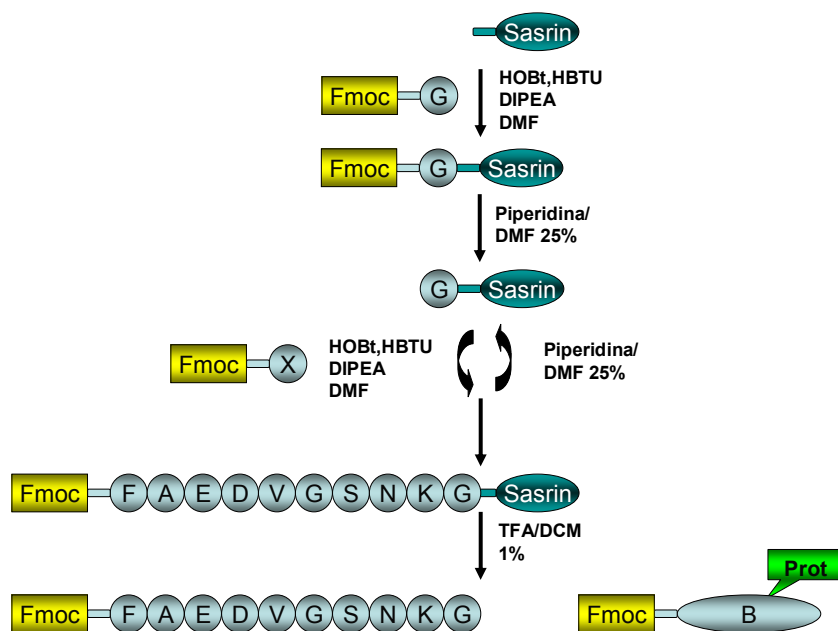 Sasrin
HOBt,HBTU
DIPEA
DMF
Fmoc G
Fmoc G Sasrin
Piperidina/
DMF 25%
G Sasrin
Fmoc X
HOBt,HBTU
DIPEA
DMF
Piperidina/
DMF 25%
Fmoc F A E D V G S N K G Sasrin
TFA/DCM
1%
Prot
Fmoc F A E D V G S N K G
Fmoc B